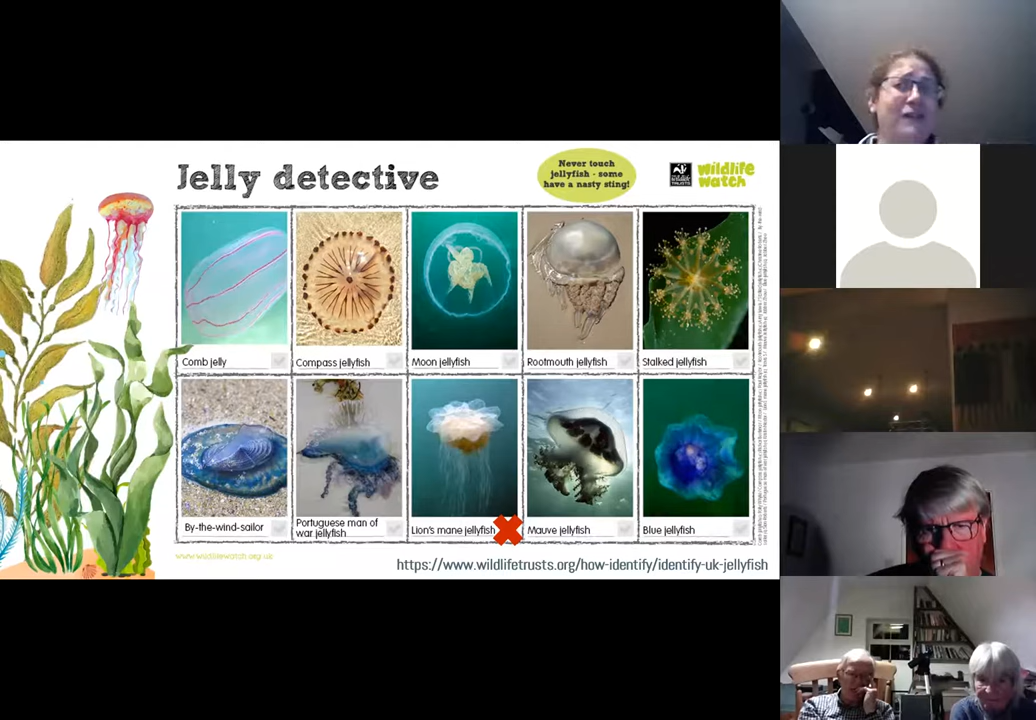 Jelly detective
Never touch
jellyfish - some
have a nasty sting!
WILDLIFE
TRUSTS
wildlife
watch
Comb jelly
Compass jellyfish
Moon jellyfish
Rootmouth jellyfish
Stalked jellyfish
By-the-wind-sailor
Portuguese man of
war jellyfish
Lion's mane jellyfish
Mauve jellyfish
Blue jellyfish
www.wildlifewatch.org.uk
https://www.wildlifetrusts.org/how-identify/identify-uk-jellyfish